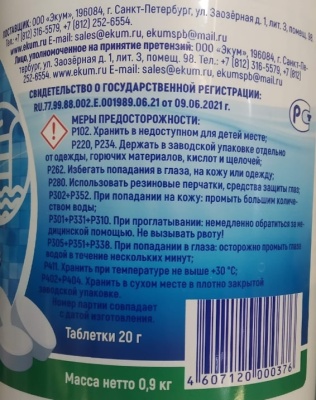 ПОСТАВЩИК: ООО «Экум», 196084, г.
г. Санкт-Петербург, ул. Заозёрная д. 1, лит. 3, помещ. 98.
+7 (812) 316-5579, +7 (812) 252-6554.
www.ekum.ru E-mail: sales@ekum.ru, ekumspb@mail.ru
Лицо, уполномоченное на принятие претензий: ООО «Экум», 196084, г. Санкт-Пе-
тербург, ул. Заозёрная д. 1, лит. 3, помещ. 98. Тел. +7 (812) 316-5579, +7 (812)
252-6554. www.ekum.ru E-mail: sales@ekum.ru, ekumspb@mail.ru
СВИДЕТЕЛЬСТВО О ГОСУДАРСТВЕННОЙ РЕГИСТРАЦИИ:
RU.77.99.88.002.Е.001989.06.21 от 09.06.2021 г.
МЕРЫ ПРЕДОСТОРОЖНОСТИ:
P102. Хранить в недоступном для детей месте;
P220, P234. Держать в заводской упаковке отдельно
от одежды, горючих материалов, кислот и щелочей;
P262. Избегать попадания в глаза, на кожу или одежду;
P280. Использовать резиновые перчатки, средства защиты глаз;
P302+P352. При попадании на кожу: промыть большим количе-
ством воды;
P301+P331+P310. При проглатывании: немедленно обратиться за ме-
дицинской помощью. Не вызывать рвоту!
P305+P351+P338. При попадании в глаза: осторожно промыть глаза
водой в течение нескольких минут;
P411. Хранить при температуре не выше +30 °C;
P402+P404. Хранить в сухом месте в плотно закрытой
заводской упаковке.
Номер партии совпадает
с датой изготовления.
Таблетки 20 г
Масса нетто 0,9 кг
4 607120 000376